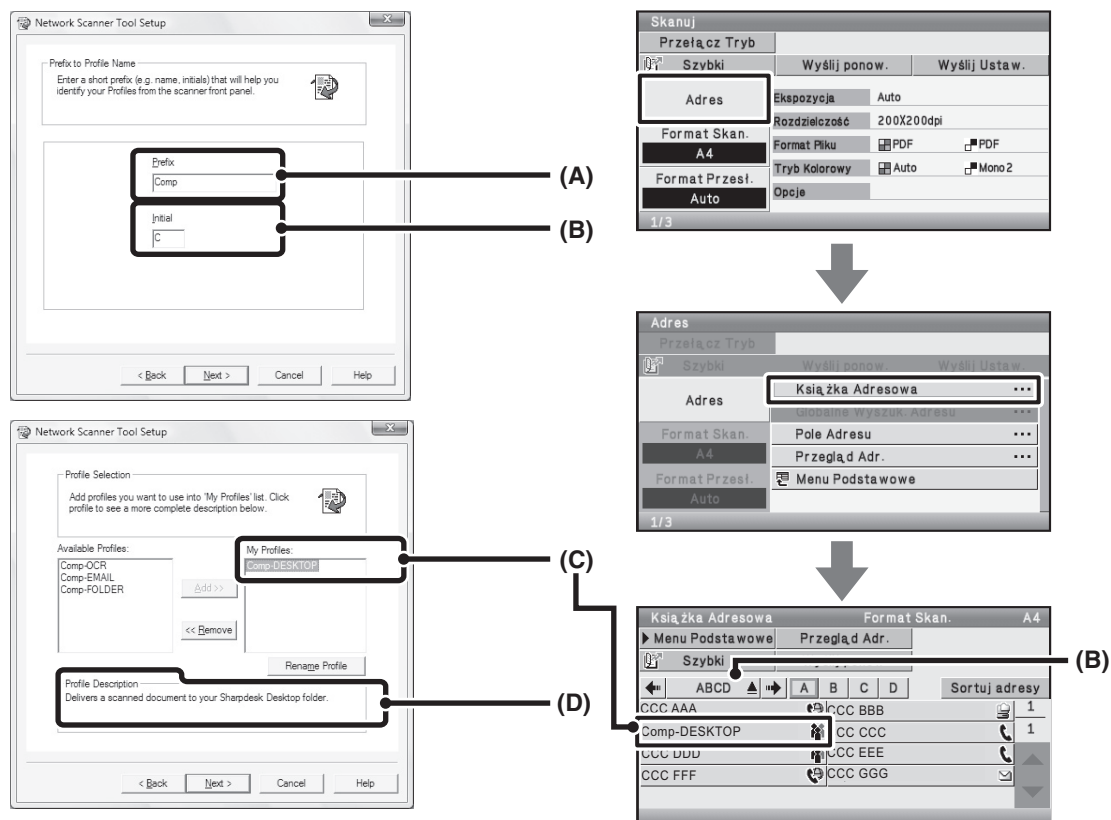 Network Scanner Tool Setup
Prefix to Profile Name
Enter a short prefix (e.g. name, initials) that will help you
identify your Profiles from the scanner front panel.
Prefix
Comp
Initial
C
(A)
(B)
< Back
Next >
Cancel
Help
Network Scanner Tool Setup
Profile Selection
Add profiles you want to use into 'My Profiles' list. Click
profile to see a more complete description below.
Available Profiles:
Comp-OCR
Comp-EMAIL
Comp-FOLDER
Add >>
<< Remove
My Profiles:
Comp-DESKTOP
(C)
Rename Profile
Profile Description
Delivers a scanned document to your Sharpdesk Desktop folder.
(D)
< Back
Next >
Cancel
Help
Skanuj
Przełącz Tryb
Szybki
Wyślij ponow.
Wyślij Ustaw.
Adres
Ekspozycja Auto
Rozdzielczość 200X200dpi
Format Skan.
A4
Format Pliku PDF PDF
Tryb Kolorowy Auto Mono2
Format Przesł.
Auto
Opcje
1/3
Adres
Przełącz Tryb
Szybki
Wyślij ponow.
Wyślij Ustaw.
Adres
Książka Adresowa ...
Globalne Wyszuk. Adresu ...
Format Skan.
A4
Pole Adresu ...
Przegląd Adr. ...
Format Przesł.
Auto
Menu Podstawowe
1/3
Książka Adresowa Format Skan. A4
Menu Podstawowe Przegląd Adr.
Szybki
(B)
ABCD A B C D Sortuj adresy
CCC AAA CCC BBB 1
Comp-DESKTOP CC CCC 1
CCC DDD CCC EEE
CCC FFF CCC GGG